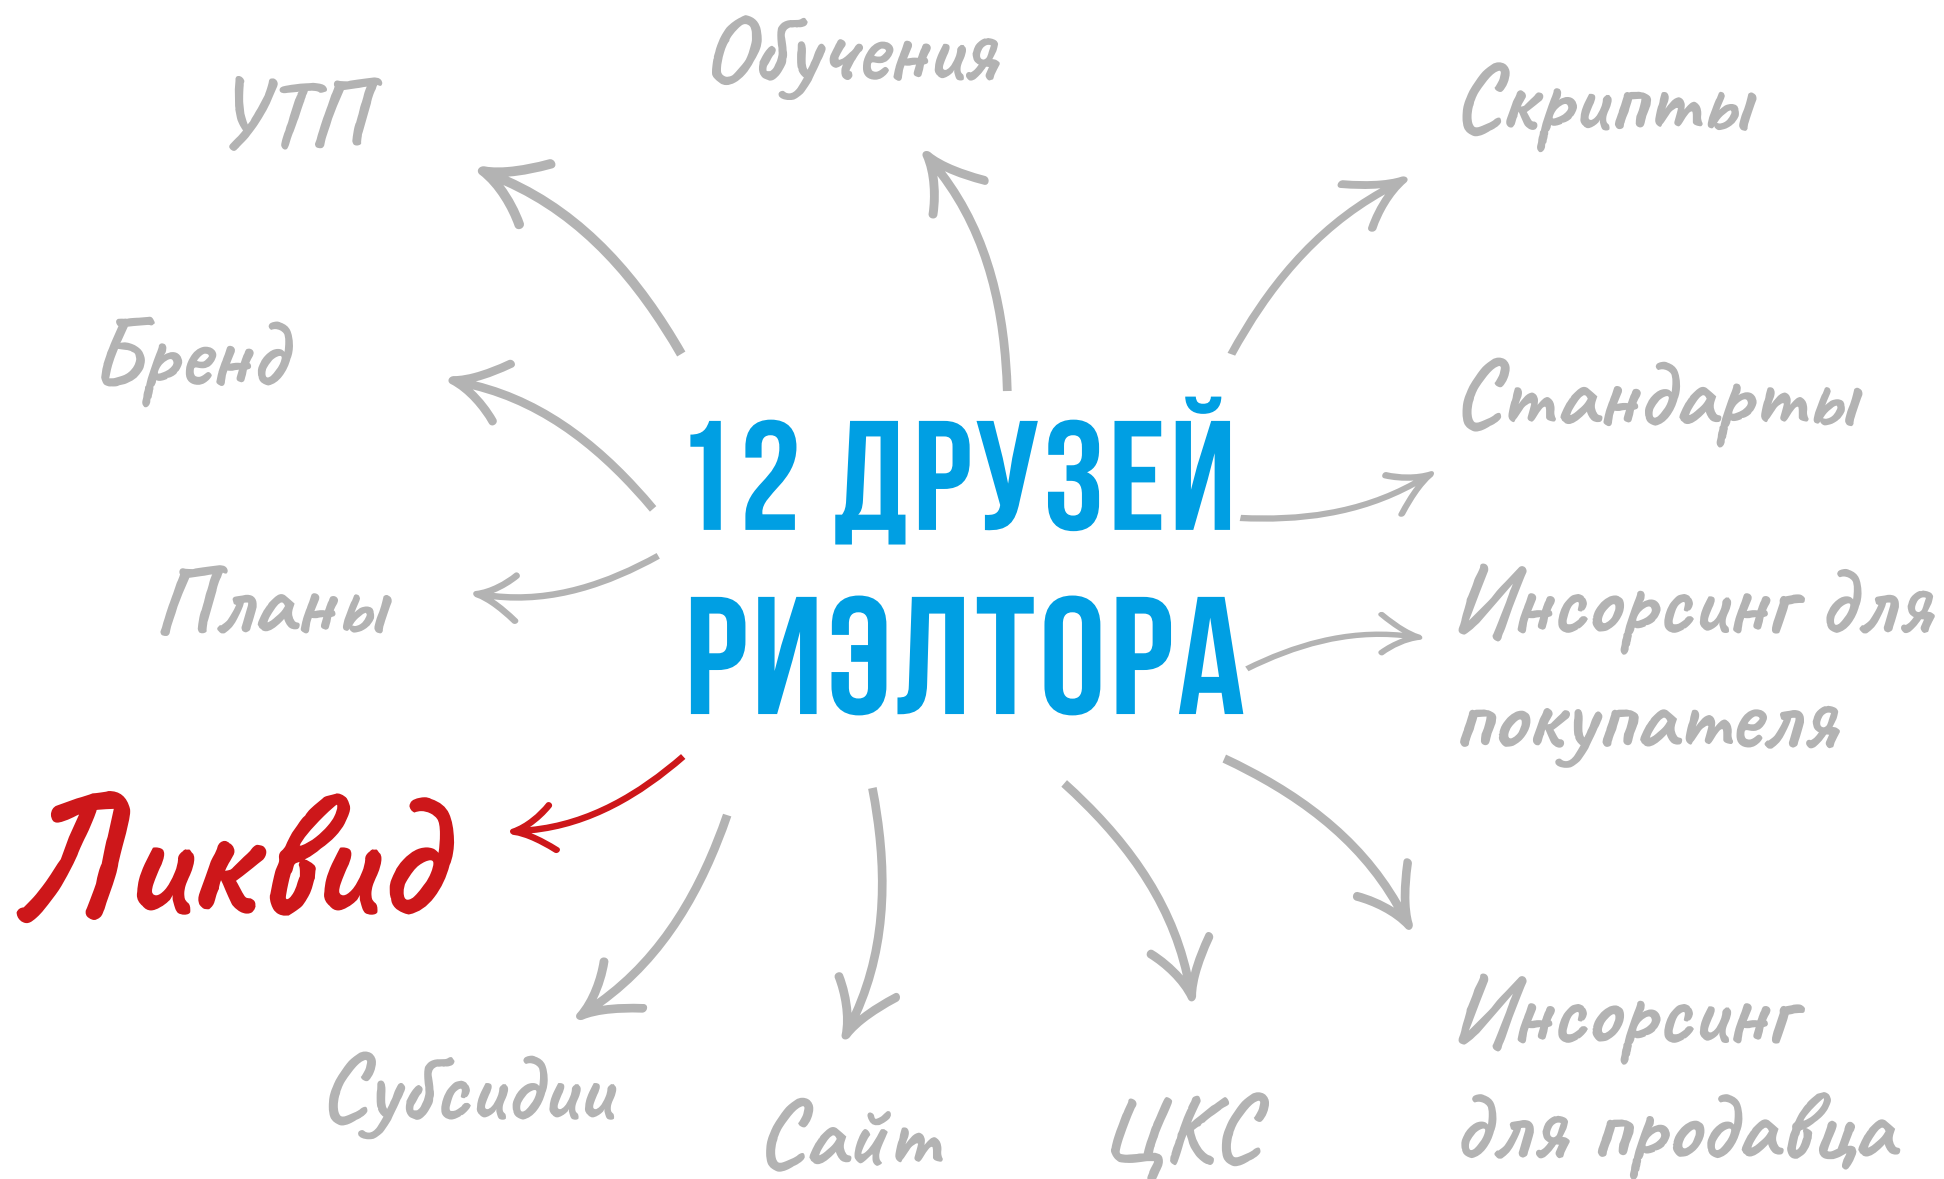 Обучения
УТП
Скрипты
Бренд
Стандарты
12 ДРУЗЕЙ
РИЭЛТОРА
Планы
Инсорсинг для
покупателя
Ликвид
Инсорсинг
для продавца
Субсидии
Сайт
ЦКС